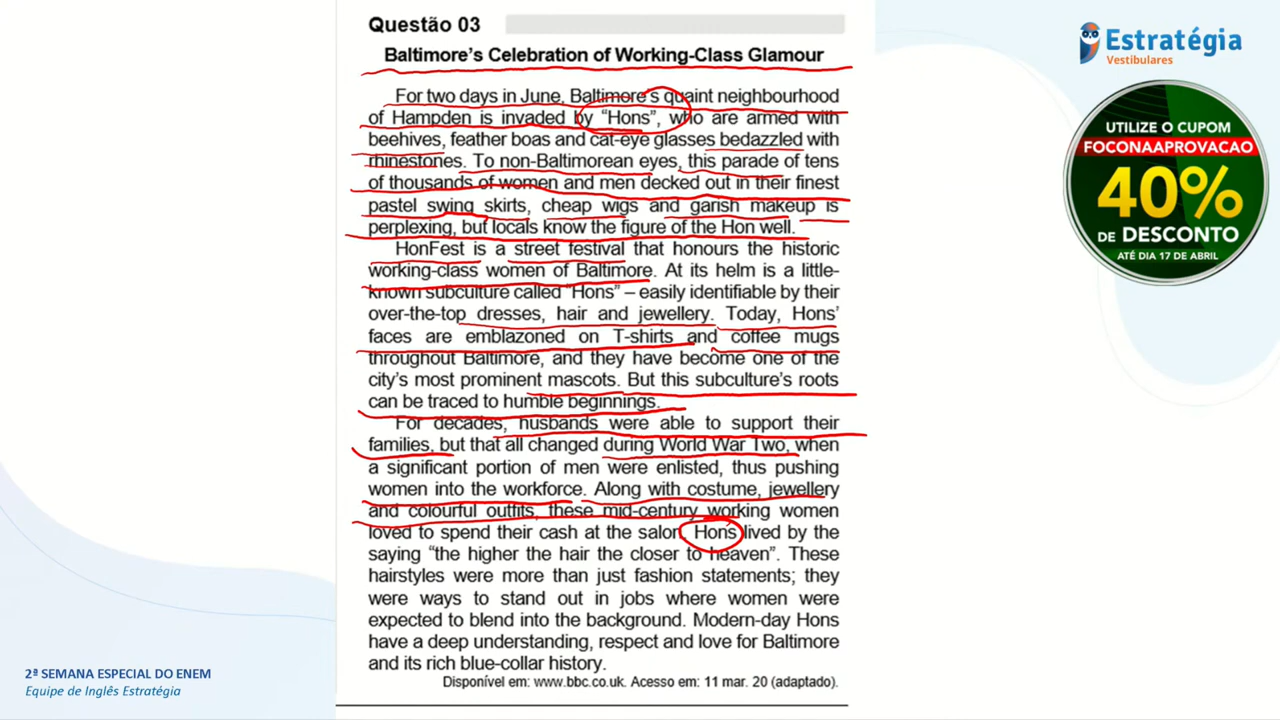 Questão 03
Baltimore's Celebration of Working-Class Glamour
For two days in June, Baltimore's quaint neighbourhood
of Hampden is invaded by "Hons", who are armed with
beehives, feather boas and cat-eye glasses bedazzled with
rhinestones. To non-Baltimorean eyes, this parade of tens
of thousands of women and men decked out in their finest
pastel swing skirts, cheap wigs and garish makeup is
perplexing, but locals know the figure of the Hon well.
HonFest is a street festival that honours the historic
working-class women of Baltimore. At its helm is a little-
known subculture called "Hons" – easily identifiable by their
over-the-top dresses, hair and jewellery. Today, Hons'
faces are emblazoned on T-shirts and coffee mugs
throughout Baltimore, and they have become one of the
city's most prominent mascots. But this subculture's roots
can be traced to humble beginnings.
For decades, husbands were able to support their
families, but that all changed during World War Two, when
a significant portion of men were enlisted, thus pushing
women into the workforce. Along with costume, jewellery
and colourful outfits, these mid-century working women
loved to spend their cash at the salon. Hons lived by the
saying "the higher the hair the closer to heaven". These
hairstyles were more than just fashion statements; they
were ways to stand out in jobs where women were
expected to blend into the background. Modern-day Hons
have a deep understanding, respect and love for Baltimore
and its rich blue-collar history.
Disponível em: www.bbc.co.uk. Acesso em: 11 mar. 20 (adaptado).
Estratégia
Vestibulares
UTILIZE O CUPOM
FOCONAAPROVACAO
40%
DE DESCONTO
ATÉ DIA 17 DE ABRIL
2ª SEMANA ESPECIAL DO ENEM
Equipe de Inglês Estratégia